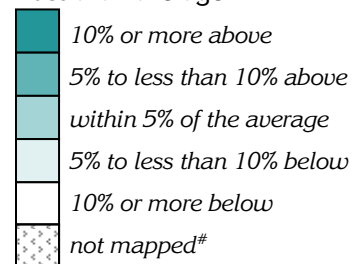 10% or more above
5% to less than 10% above
within 5% of the average
5% to less than 10% below
10% or more below
not mapped#